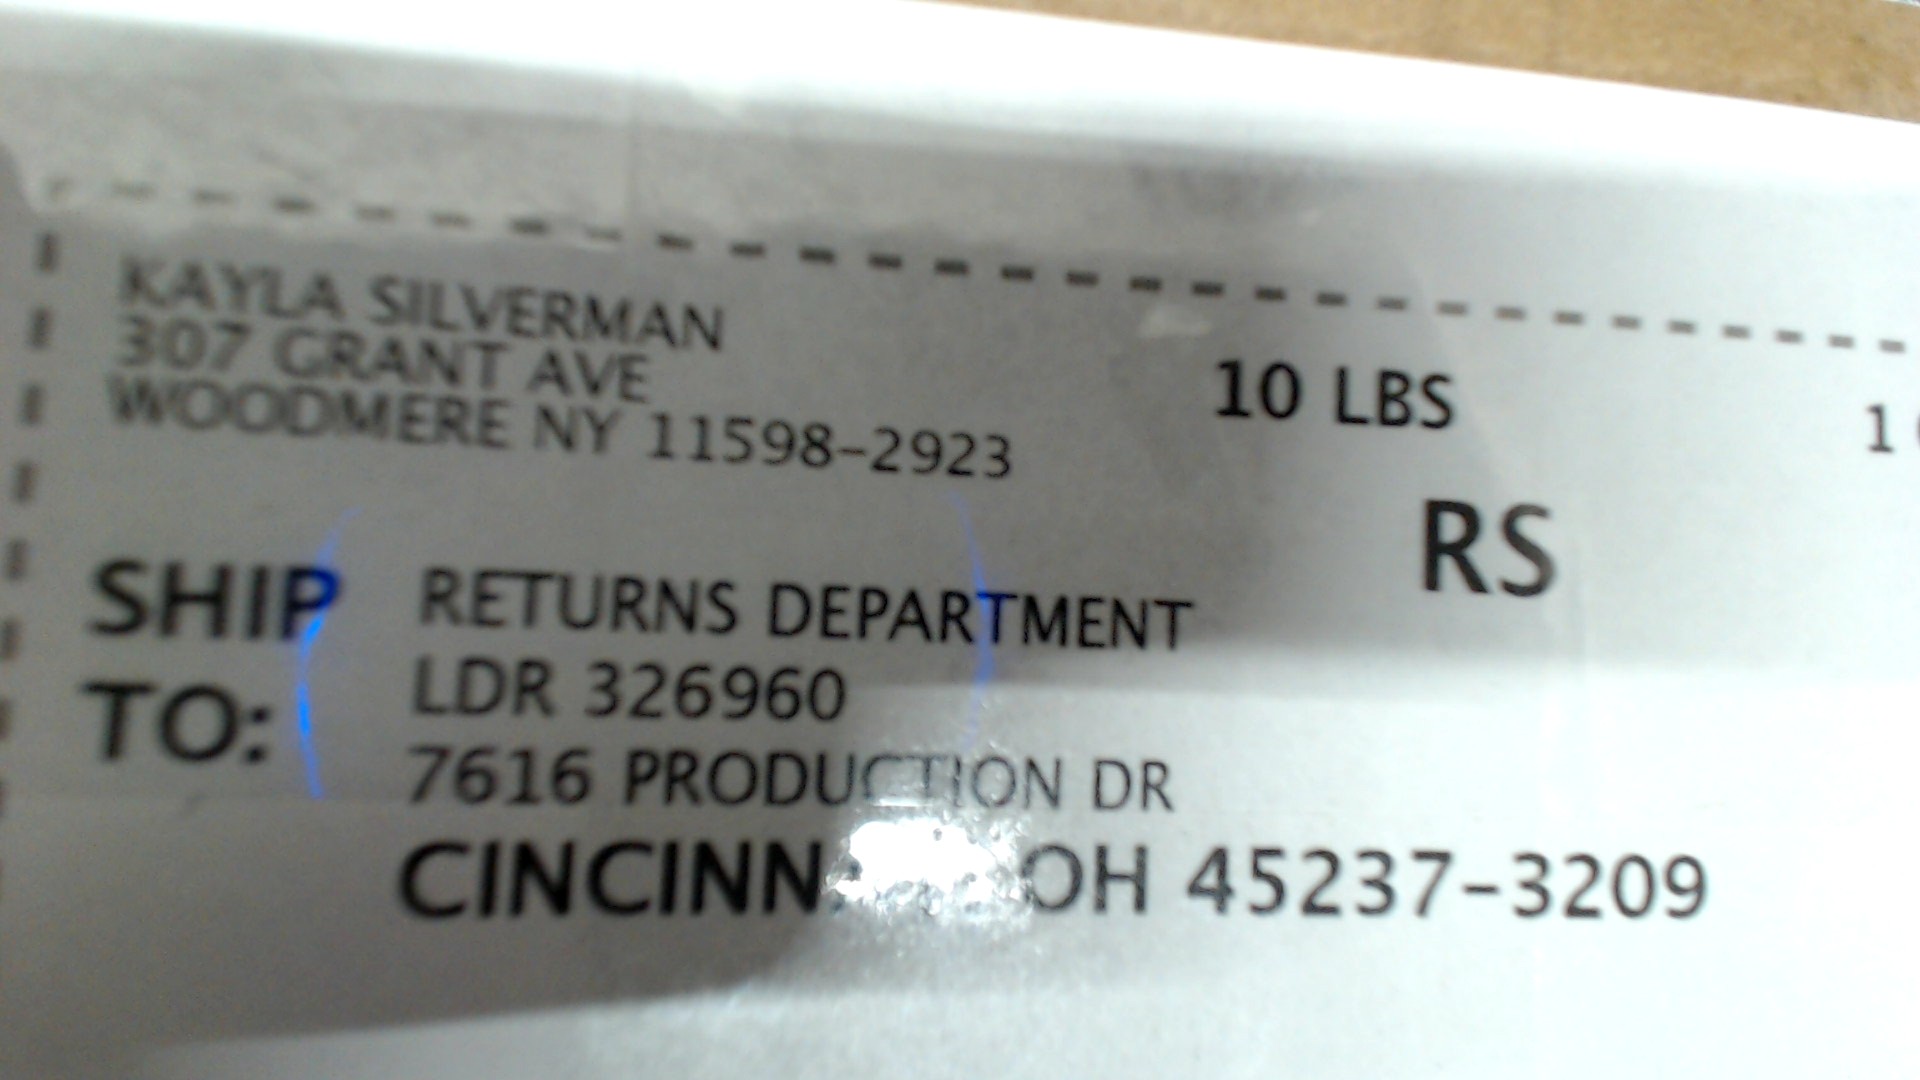 KAYLA SILVERMAN
307 GRANT AVE
WOODMERE NY 11598-2923
10 LBS
RS
SHIP TO:
RETURNS DEPARTMENT
LDR 326960
7616 PRODUCTION DR
OH 45237-3209